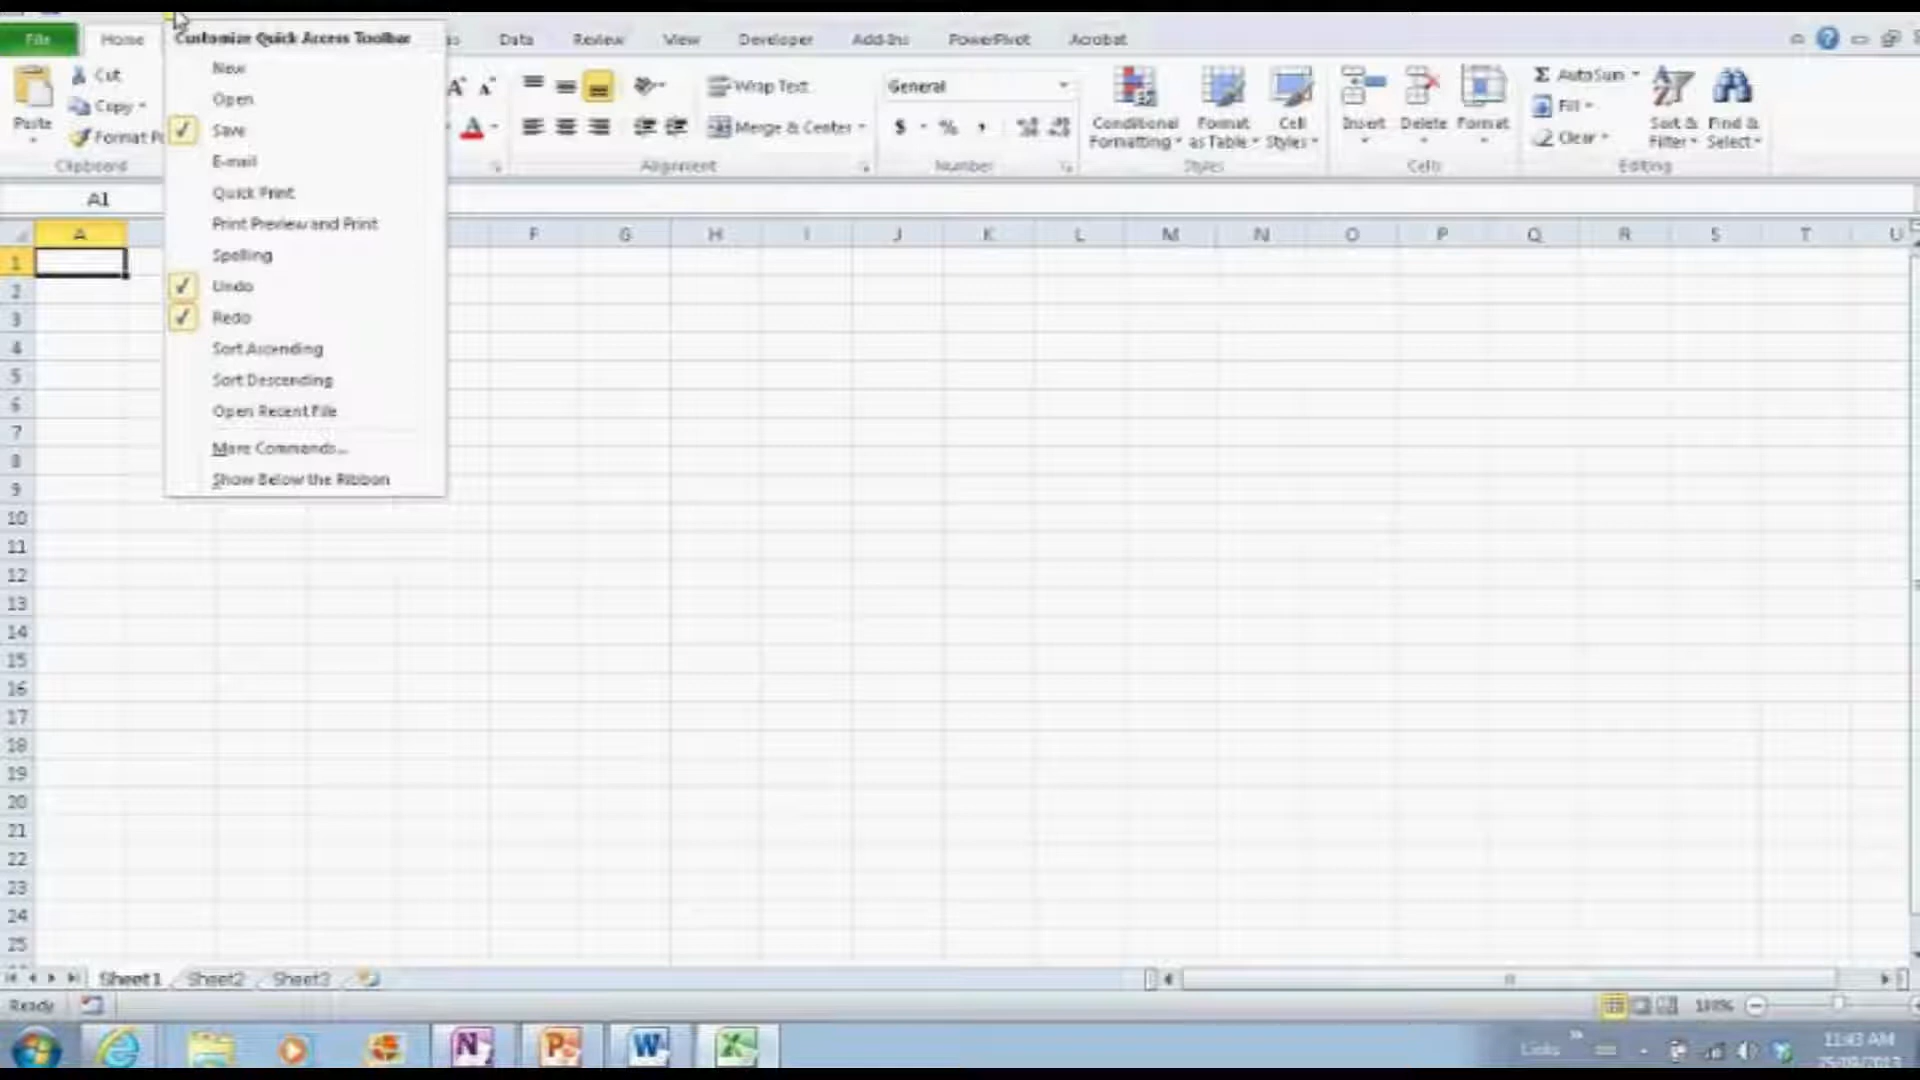 File Home Data Review View Developer Add-Ins PowerPivot Acrobat
Customize Quick Access Toolbar
New
Open
Save
E-mail
Quick Print
Print Preview and Print
Spelling
Undo
Redo
Sort Ascending
Sort Descending
Open Recent File
More Commands...
Show Below the Ribbon
Paste
Cut
Copy
Format
Clipboard
A A A
Wrap Text
Merge & Center
Alignment
General
$ % ,
Number
Conditional Formatting
Format as Table
Cell Styles
Styles
Insert Delete Format
Cells
Σ AutoSum
Fill
Clear
Sort & Filter
Find & Select
Editing
A1
A F G H I J K L M N O P Q R S T U
1
2
3
4
5
6
7
8
9
10
11
12
13
14
15
16
17
18
19
20
21
22
23
24
25
Sheet1 Sheet2 Sheet3
Ready 100%
N P W X Links 11:43 AM